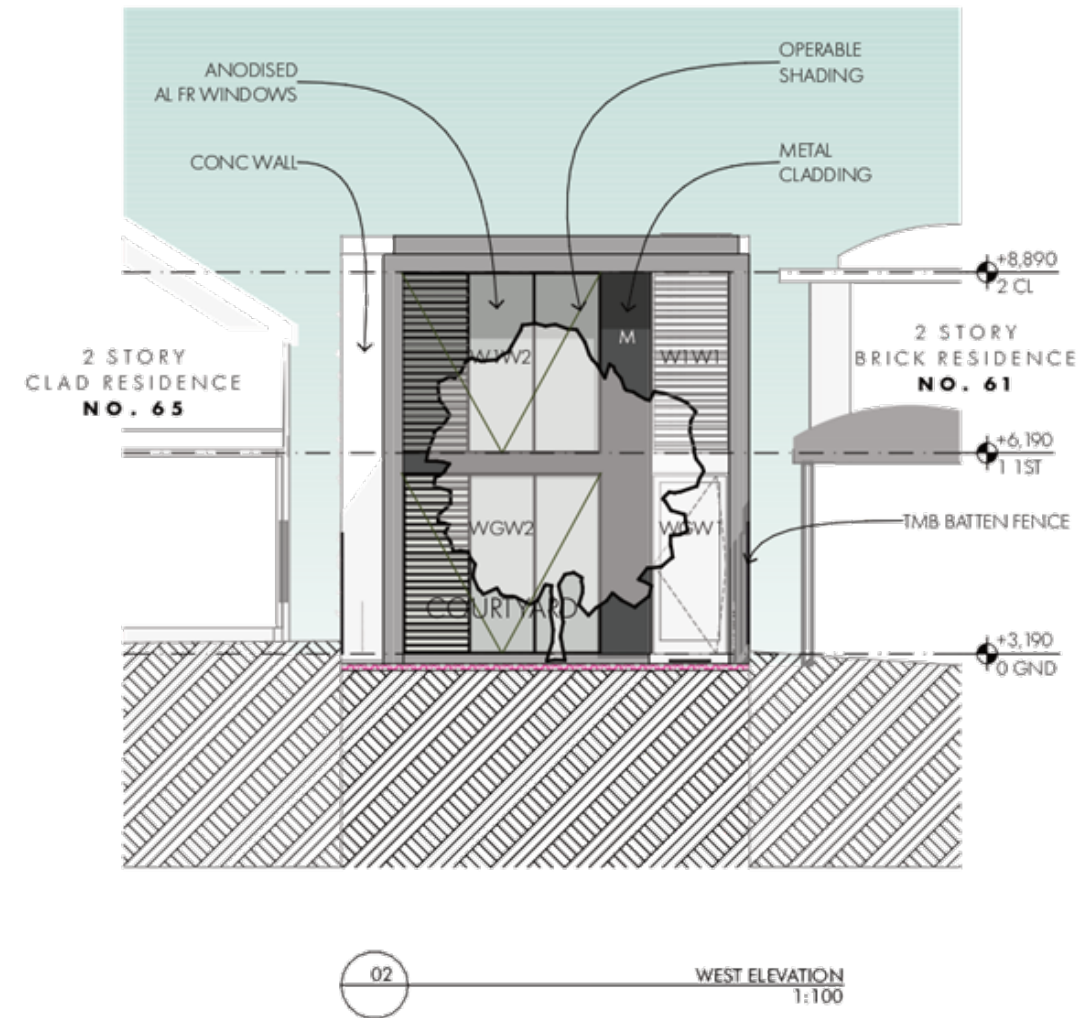 ANODISED
AL FR WINDOWS
OPERABLE
SHADING
CONC WALL
METAL
CLADDING
+8,890
2 CL
2 STORY
CLAD RESIDENCE
NO. 65
M
W1W2
W1W1
2 STORY
BRICK RESIDENCE
NO. 61
+6,190
1 1ST
WGW2
WGW1
TMB BATTEN FENCE
COURTYARD
+3,190
0 GND
02
WEST ELEVATION
1:100